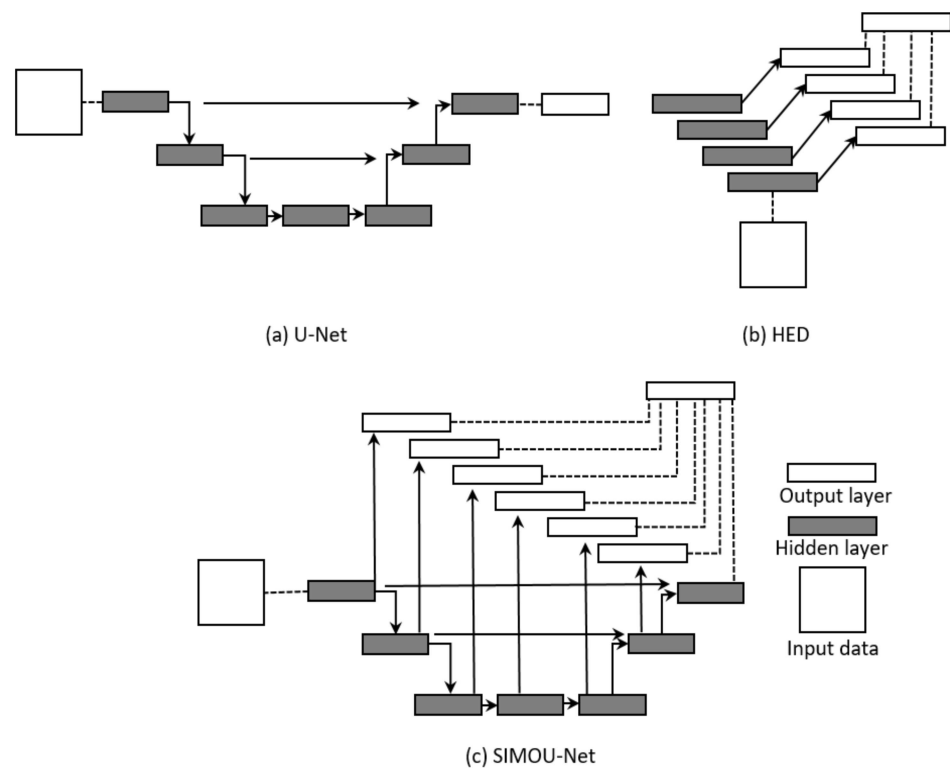 (a) U-Net
(b) HED
Output layer
Hidden layer
Input data
(c) SIMOU-Net